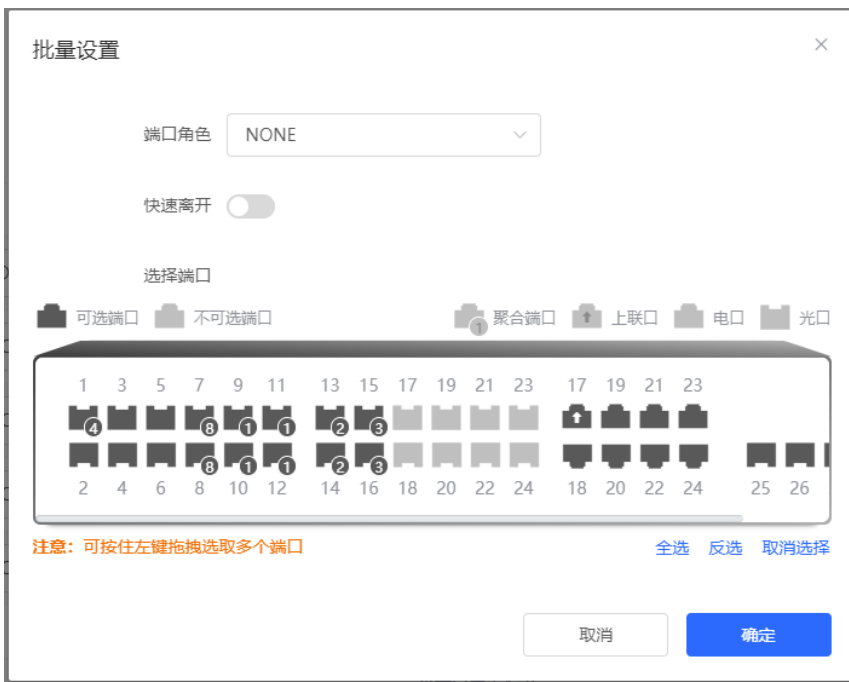 批量设置
端口角色 NONE
快速离开
选择端口
可选端口 不可选端口 1 聚合端口 上联口 电口 光口
1 3 5 7 9 11 13 15 17 19 21 23 17 19 21 23
4 8 1 1 2 3
8 1 1 2 3
2 4 6 8 10 12 14 16 18 20 22 24 18 20 22 24 25 26
注意：可按住左键拖拽选取多个端口 全选 反选 取消选择
取消 确定